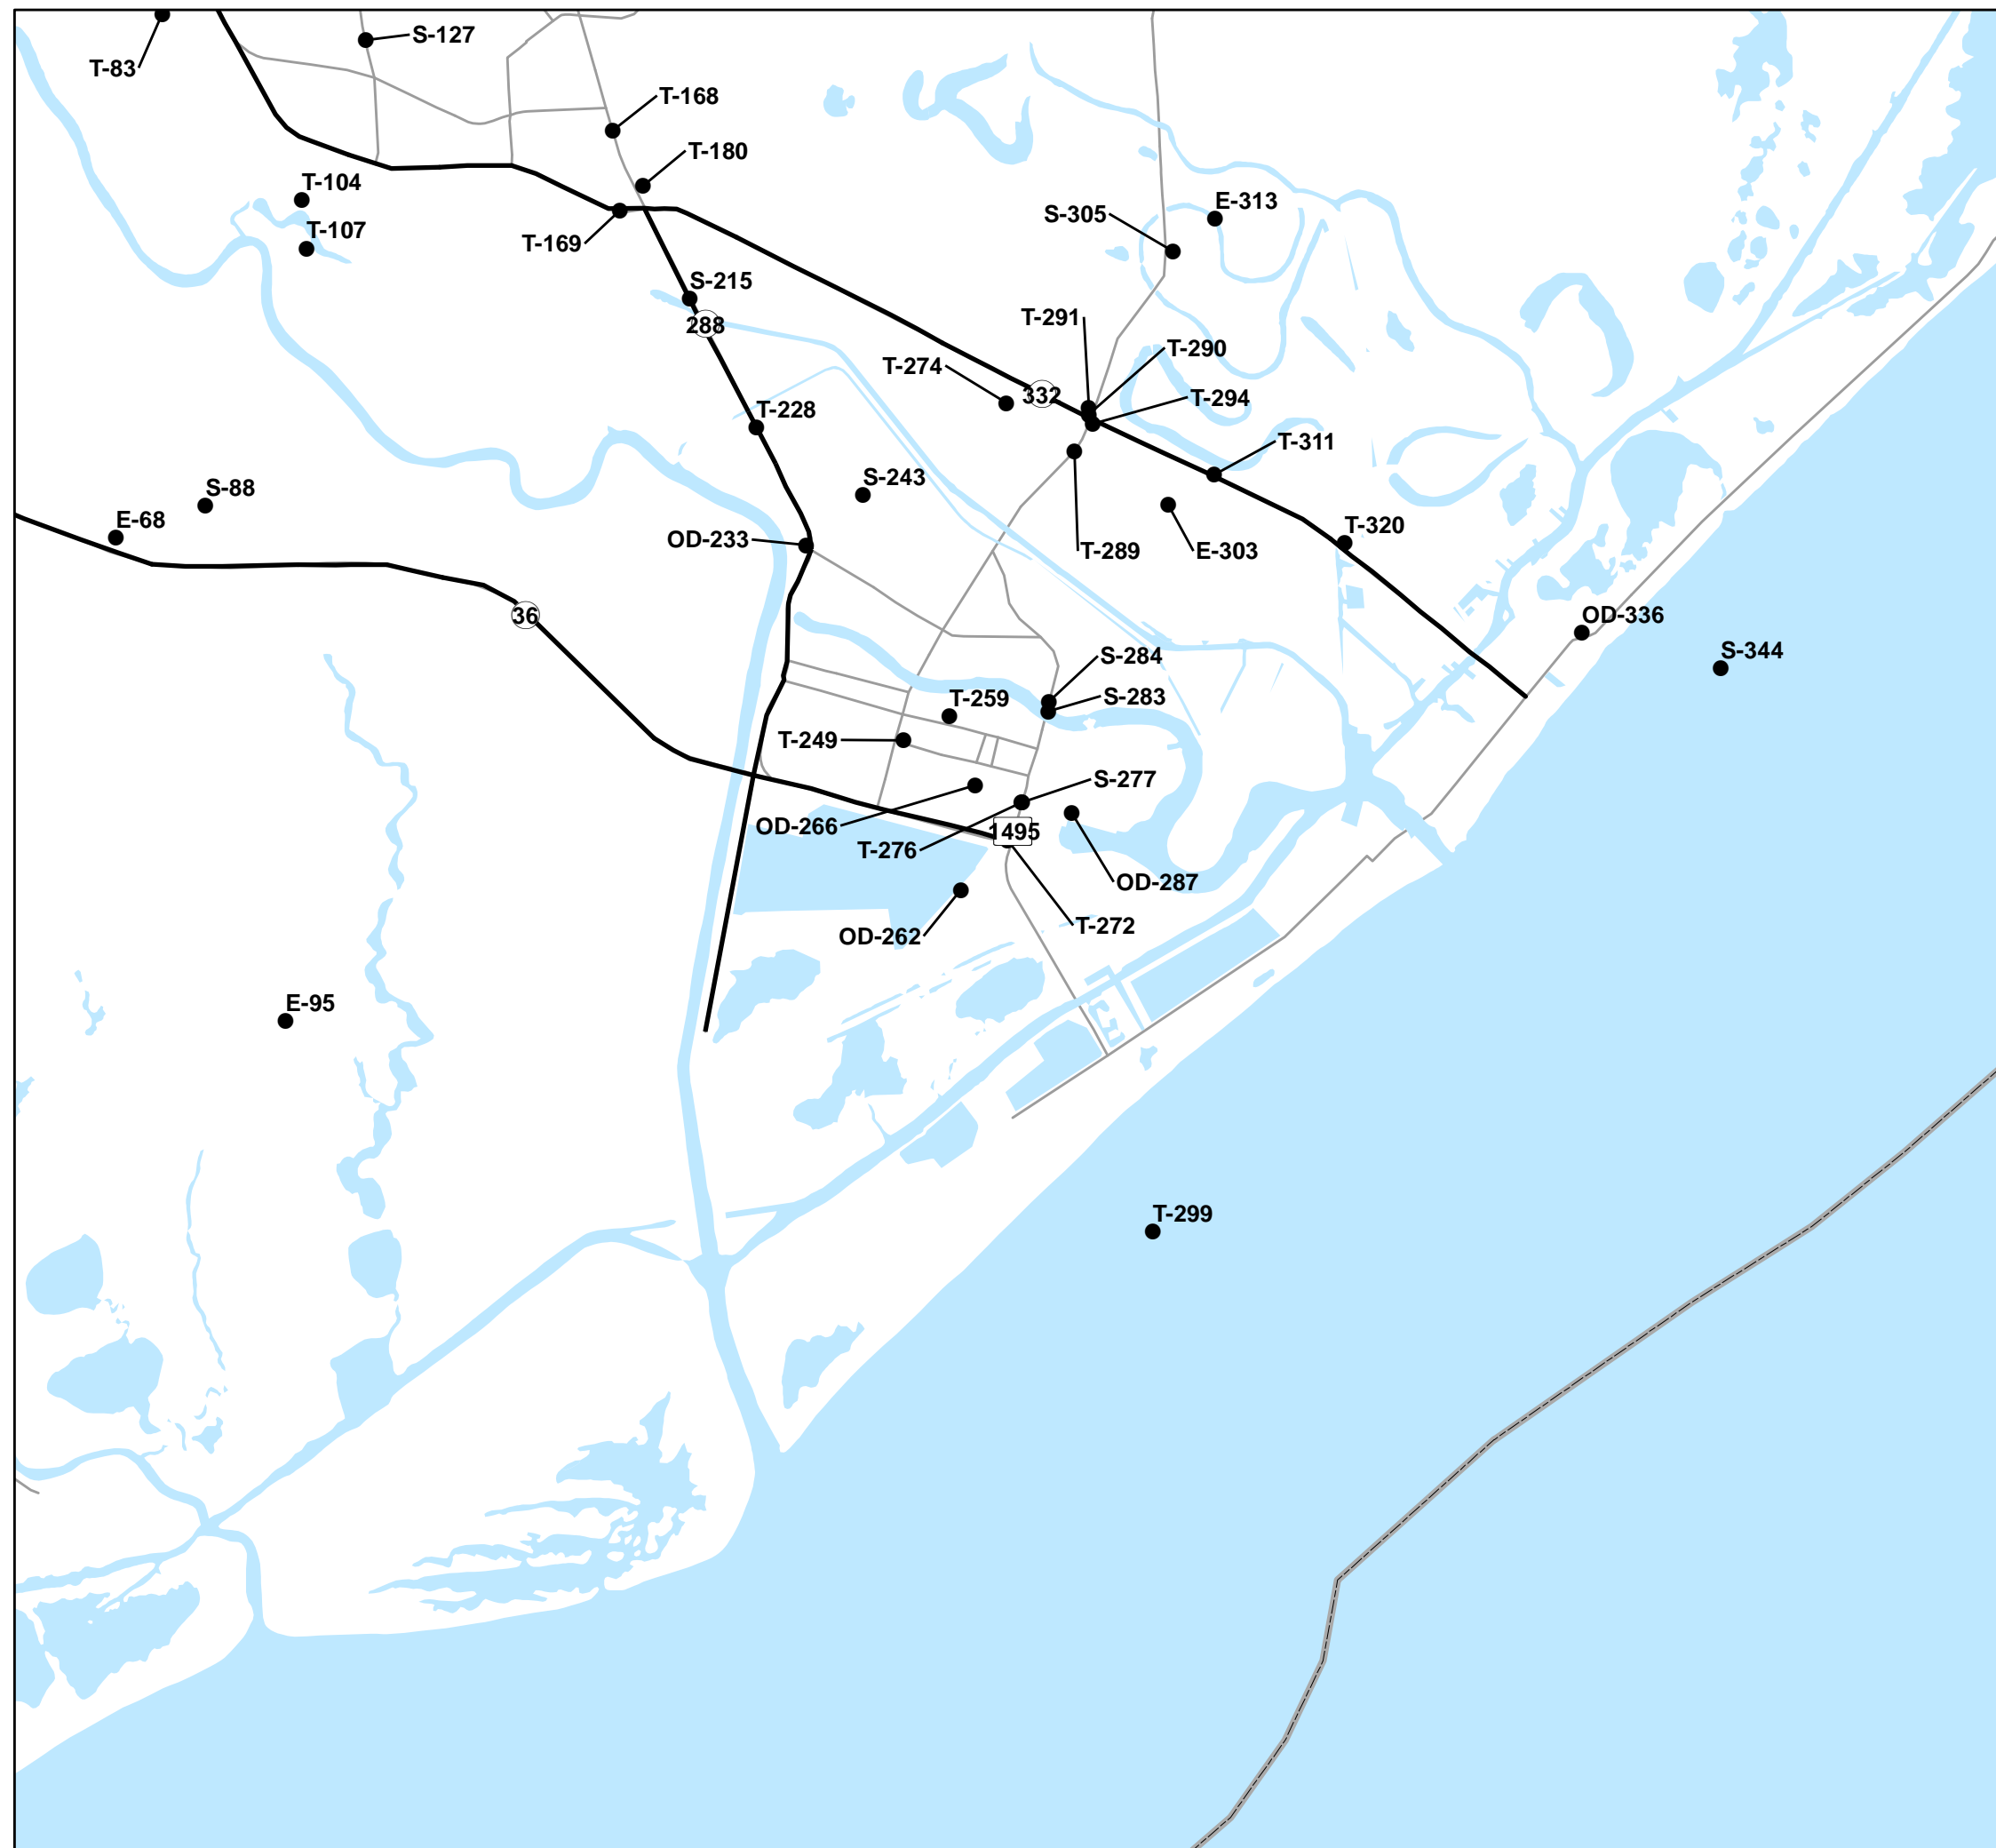 S-127
T-83
T-168
T-180
T-104
E-313
S-305
T-107
T-169
S-215
T-291
288
T-290
T-274
332
T-294
T-228
T-311
S-243
S-88
E-68
T-320
OD-233
T-289
E-303
36
OD-336
S-344
S-284
T-259
S-283
T-249
S-277
OD-266
1495
T-276
OD-287
T-272
OD-262
E-95
T-299